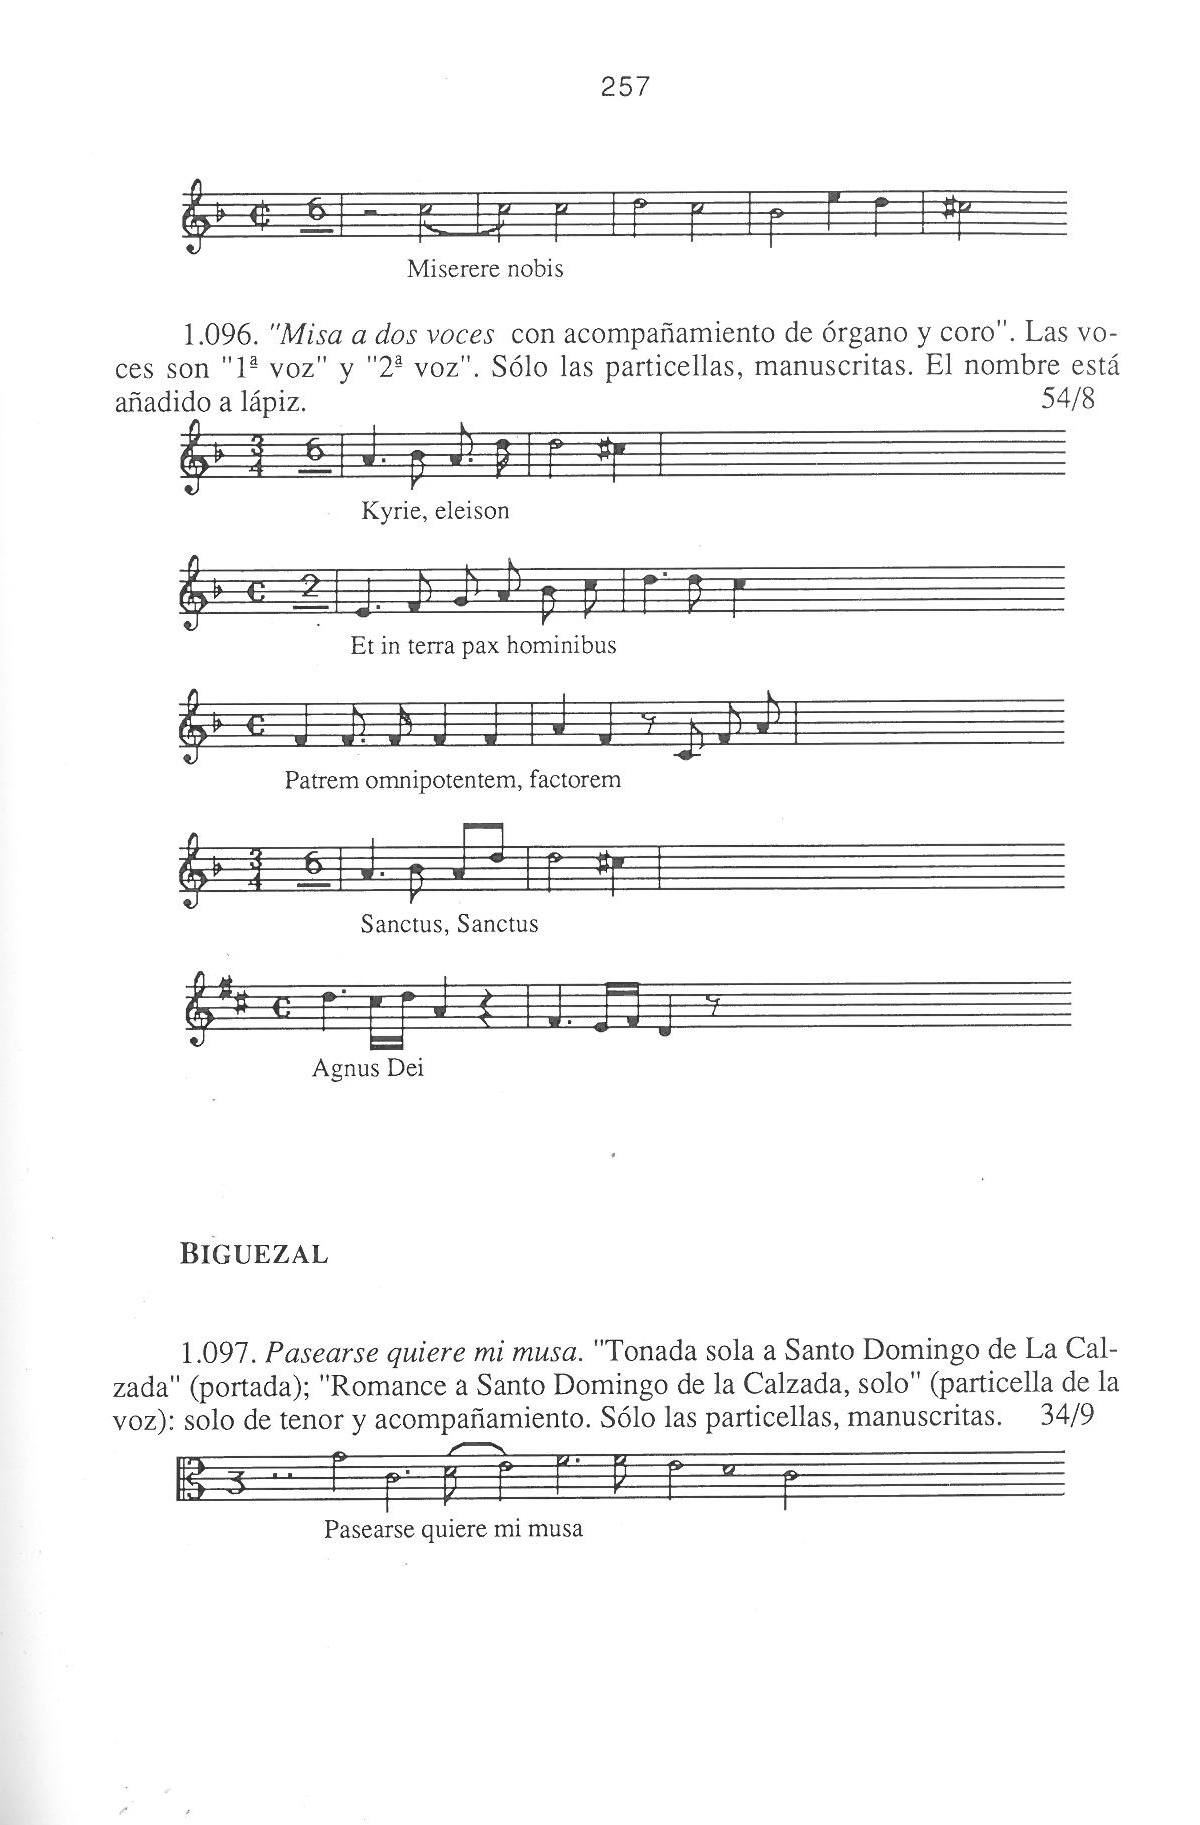 257
6
Miserere nobis
1.096. "Misa a dos voces con acompañamiento de órgano y coro". Las vo-
ces son "1ª voz" y "2ª voz". Sólo las particellas, manuscritas. El nombre está
añadido a lápiz. 54/8
3/4 6
Kyrie, eleison
2
Et in terra pax hominibus
Patrem omnipotentem, factorem
3/4 6
Sanctus, Sanctus
Agnus Dei
BIGUEZAL
1.097. Pasearse quiere mi musa. "Tonada sola a Santo Domingo de La Cal-
zada" (portada); "Romance a Santo Domingo de la Calzada, solo" (particella de la
voz): solo de tenor y acompañamiento. Sólo las particellas, manuscritas. 34/9
3
Pasearse quiere mi musa